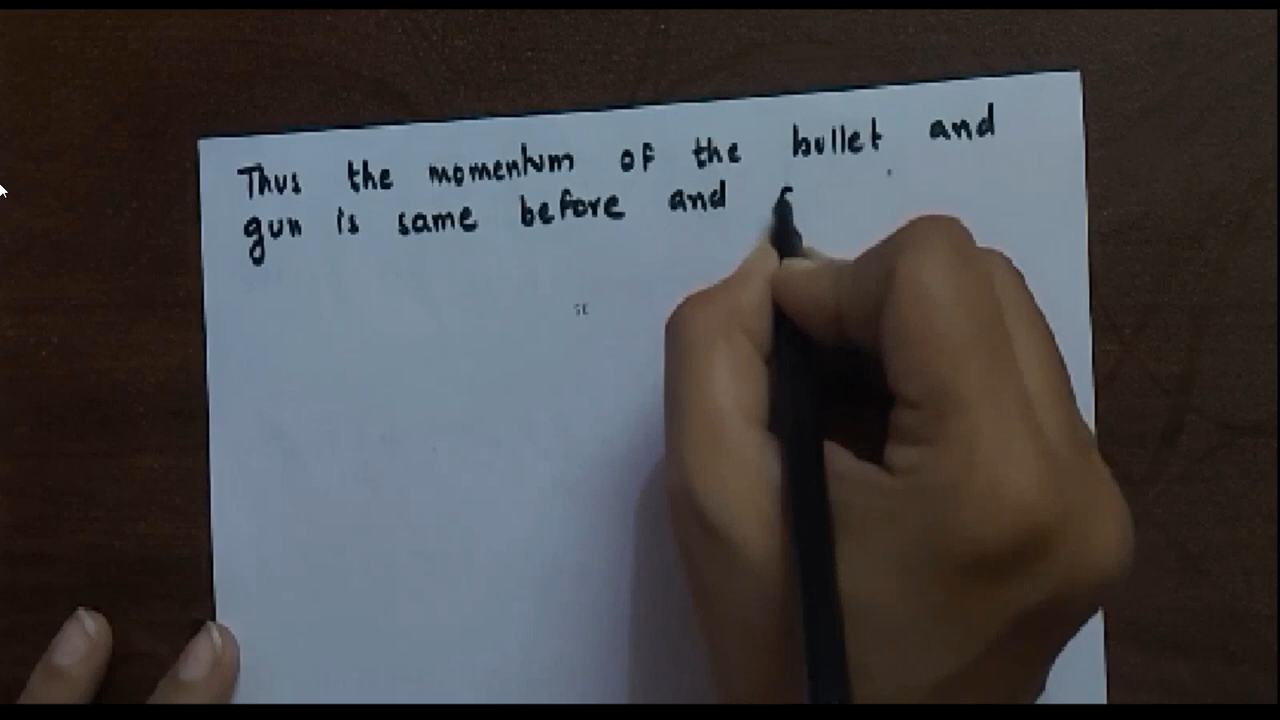 Thus the momentum of the bullet and
gun is same before and